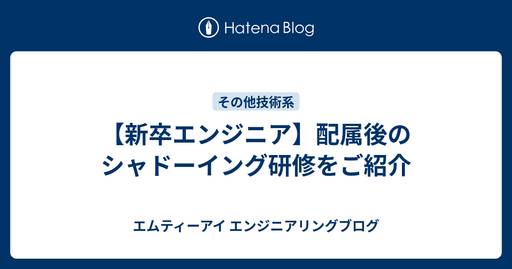 Hatena Blog
その他技術系
【新卒エンジニア】配属後の
シャドーイング研修をご紹介
エムティーアイ エンジニアリングブログ